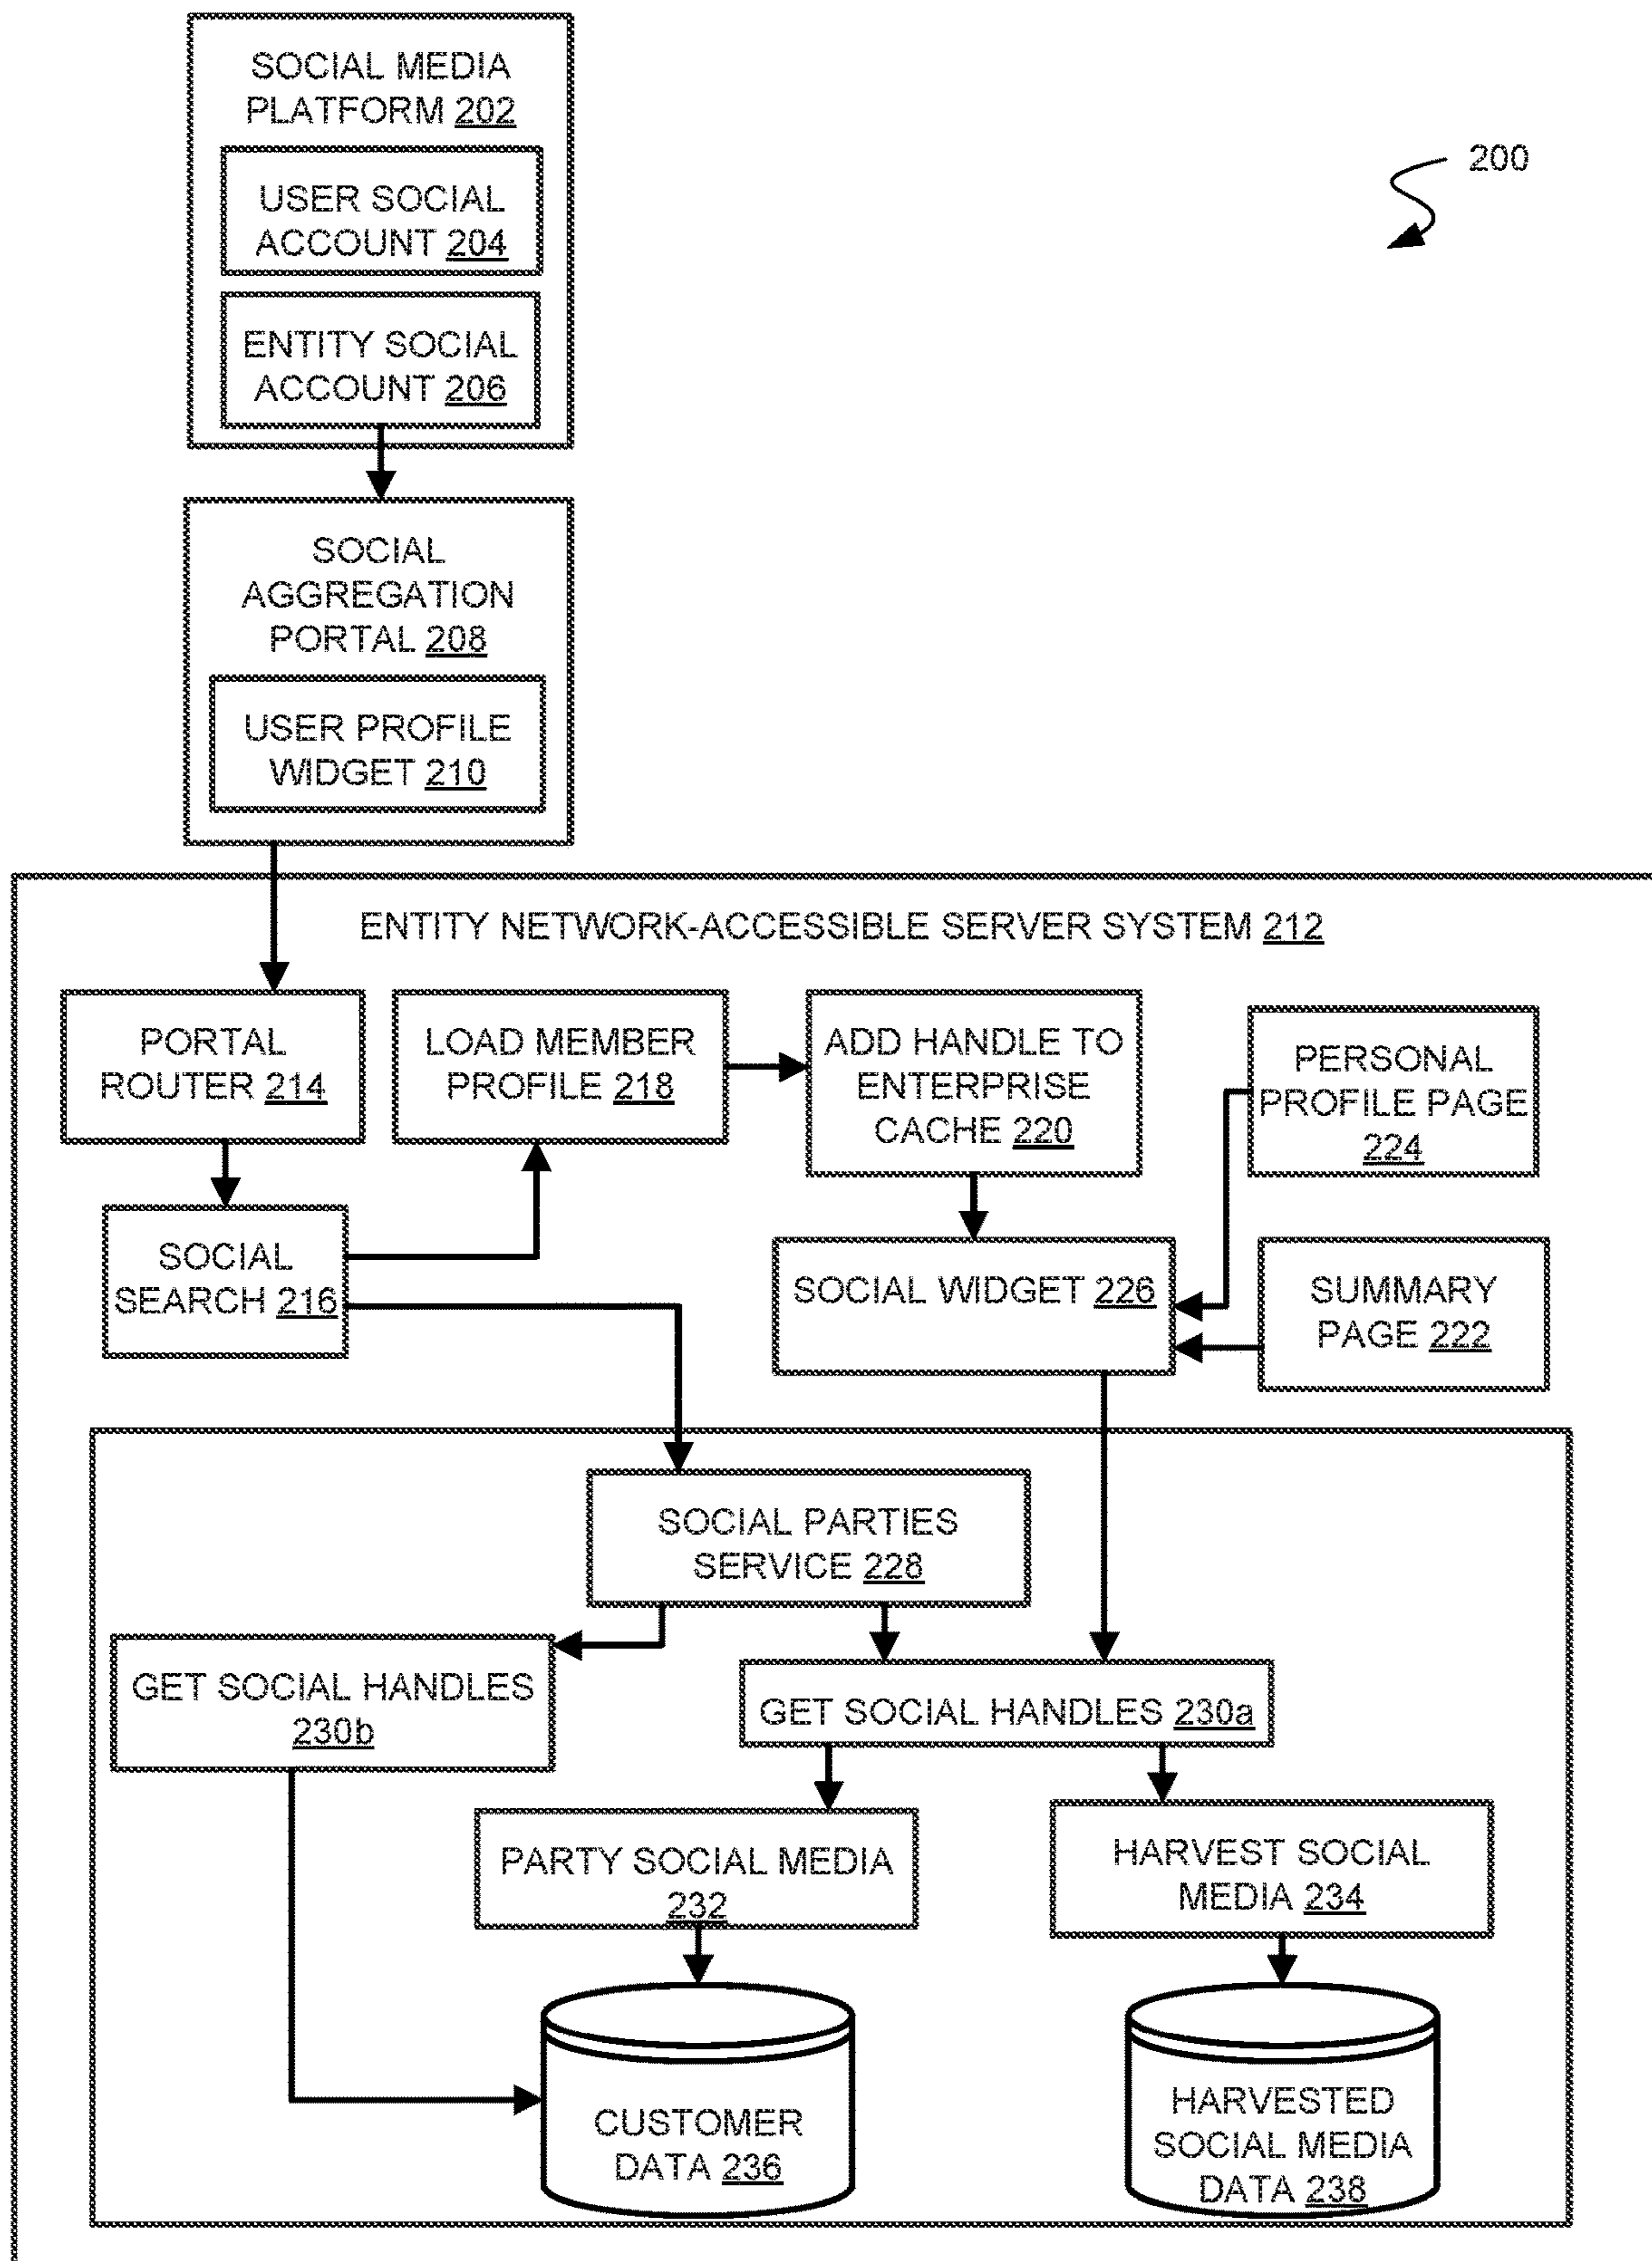 SOCIAL MEDIA
PLATFORM 202
USER SOCIAL
ACCOUNT 204
ENTITY SOCIAL
ACCOUNT 206
200
SOCIAL
AGGREGATION
PORTAL 208
USER PROFILE
WIDGET 210
ENTITY NETWORK-ACCESSIBLE SERVER SYSTEM 212
PORTAL
ROUTER 214
LOAD MEMBER
PROFILE 218
ADD HANDLE TO
ENTERPRISE
CACHE 220
PERSONAL
PROFILE PAGE
224
SOCIAL
SEARCH 216
SOCIAL WIDGET 226
SUMMARY
PAGE 222
SOCIAL PARTIES
SERVICE 228
GET SOCIAL HANDLES
230b
GET SOCIAL HANDLES 230a
PARTY SOCIAL MEDIA
232
HARVEST SOCIAL
MEDIA 234
CUSTOMER
DATA 236
HARVESTED
SOCIAL MEDIA
DATA 238